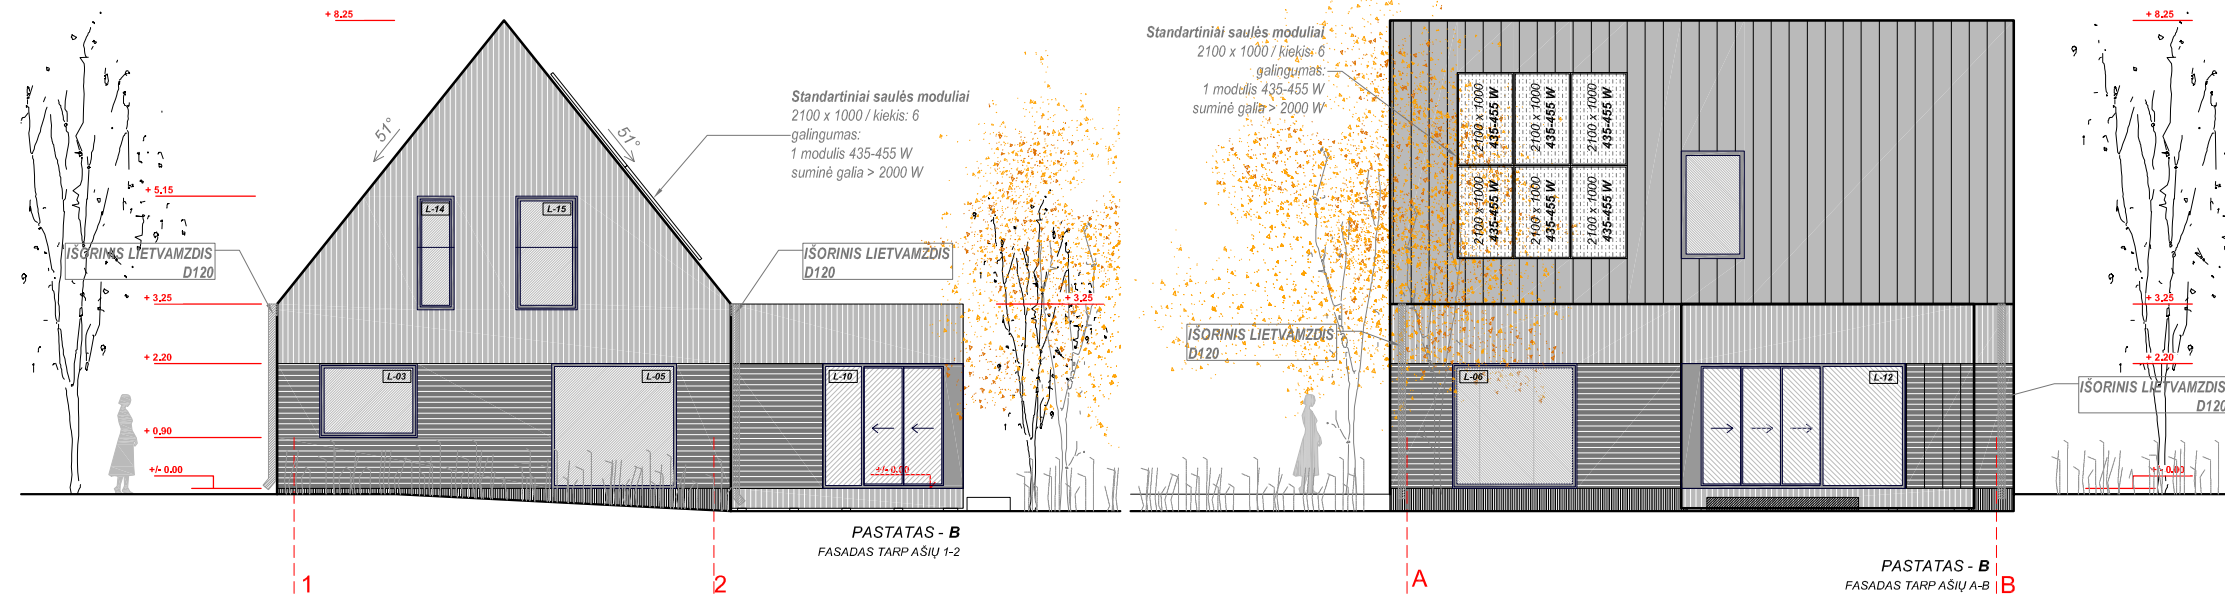 + 8.25
51°
51°
Standartiniai saulės moduliai
2100 x 1000 / kiekis: 6
galingumas:
1 modulis 435-455 W
suminė galia > 2000 W
+ 5.15
L-14
L-15
IŠORINIS LIETVAMZDIS
D120
IŠORINIS LIETVAMZDIS
D120
+ 3.25
+ 3.25
+ 2.20
L-03
L-05
L-10
+ 0.90
+/- 0.00
+/- 0.00
PASTATAS - B
FASADAS TARP AŠIŲ 1-2
1
2
+ 8.25
Standartiniai saulės moduliai
2100 x 1000 / kiekis: 6
galingumas:
1 modulis 435-455 W
suminė galia > 2000 W
2100 x 1000
435-455 W
2100 x 1000
435-455 W
2100 x 1000
435-455 W
2100 x 1000
435-455 W
2100 x 1000
435-455 W
2100 x 1000
435-455 W
+ 3.25
IŠORINIS LIETVAMZDIS
D120
+ 2.20
L-06
L-12
IŠORINIS LIETVAMZDIS
D120
+/- 0.00
PASTATAS - B
FASADAS TARP AŠIŲ A-B
A
B